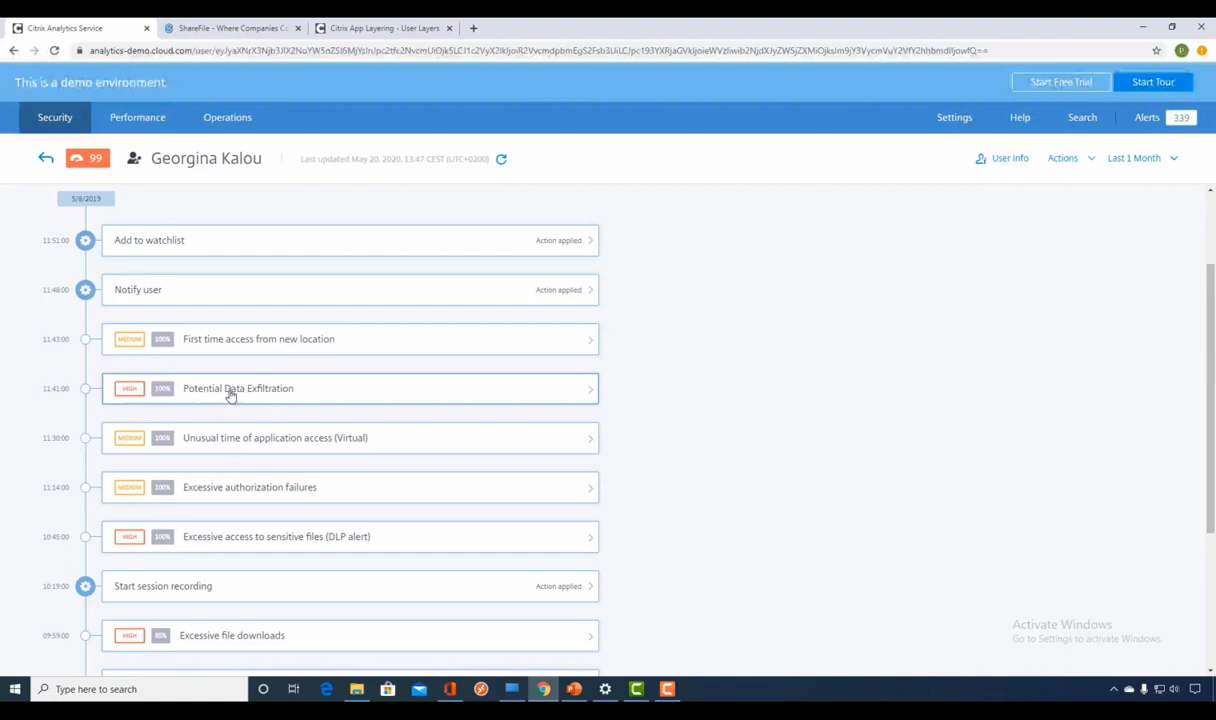 Citrix Analytics Service
ShareFile - Where Companies C
Citrix App Layering - User Layers
This is a demo environment.
Start Free Trial
Start Tour
Security
Performance
Operations
Settings
Help
Search
Alerts
339
99
Georgina Kalou
Last updated May 20, 2020, 13:47 CEST (UTC+0200)
User Info
Actions
Last 1 Month
5/8/2019
11:51:00
Add to watchlist
Action applied
11:48:00
Notify user
Action applied
11:43:00
MEDIUM
100%
First time access from new location
11:41:00
HIGH
100%
Potential Data Exfiltration
11:30:00
MEDIUM
100%
Unusual time of application access (Virtual)
11:14:00
MEDIUM
100%
Excessive authorization failures
10:45:00
HIGH
100%
Excessive access to sensitive files (DLP alert)
10:19:00
Start session recording
Action applied
09:59:00
HIGH
Excessive file downloads
Activate Windows
Go to Settings to activate Windows.
Type here to search